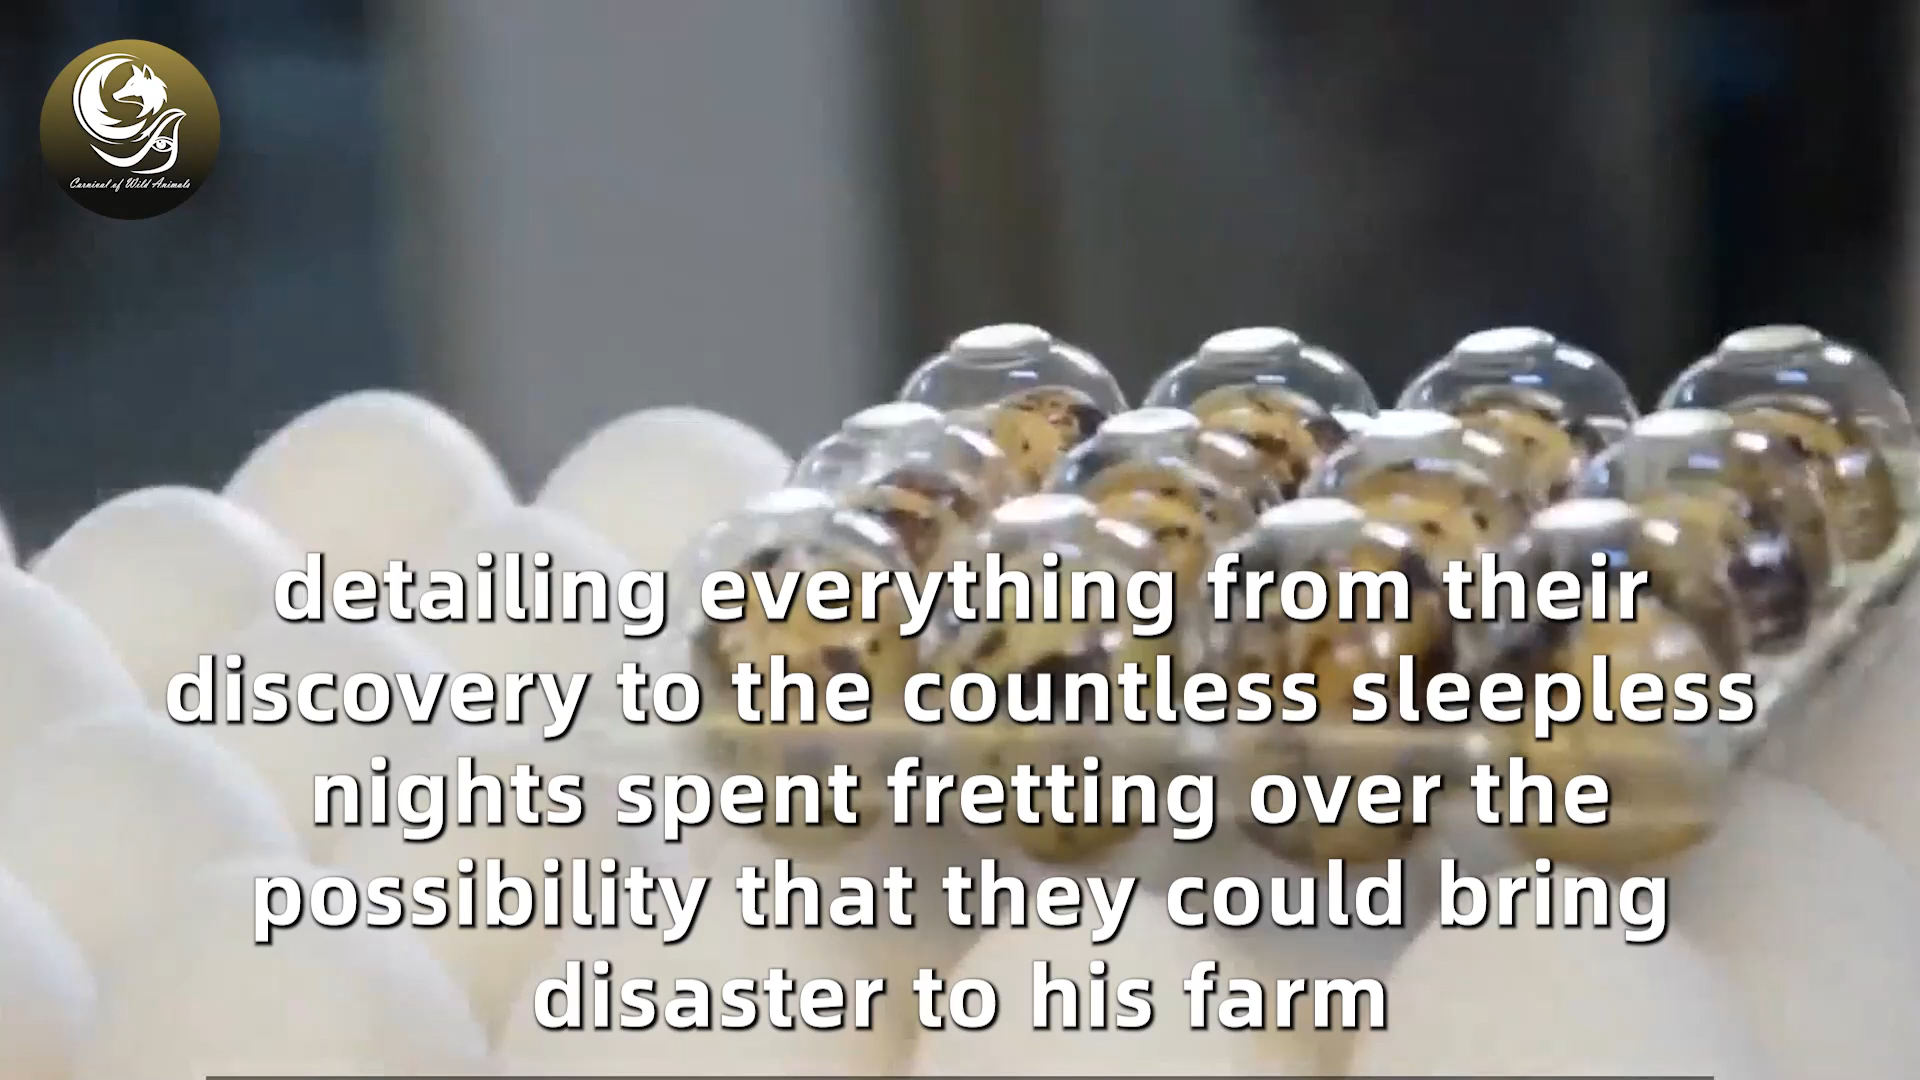 Carnival of Wild Animals
detailing everything from their
discovery to the countless sleepless
nights spent fretting over the
possibility that they could bring
disaster to his farm